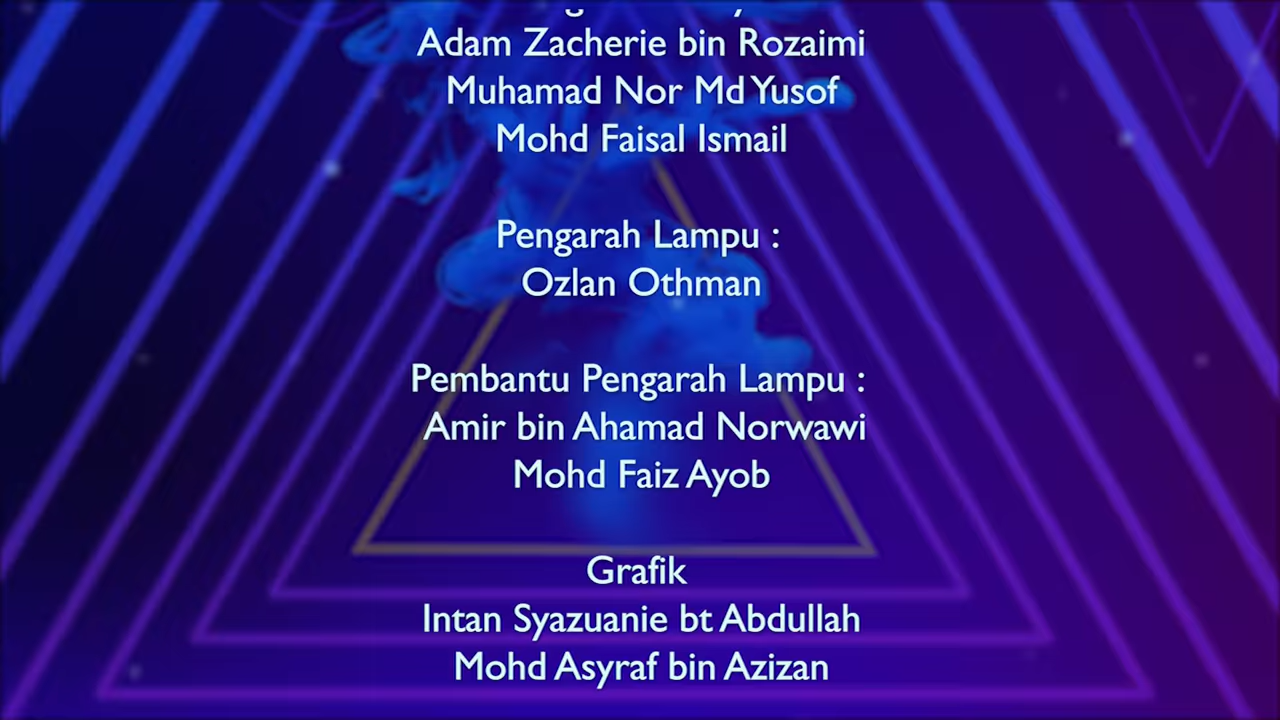 Adam Zacherie bin Rozaimi
Muhamad Nor Md Yusof
Mohd Faisal Ismail
Pengarah Lampu :
Ozlan Othman
Pembantu Pengarah Lampu :
Amir bin Ahamad Norwawi
Mohd Faiz Ayob
Grafik
Intan Syazuanie bt Abdullah
Mohd Asyraf bin Azizan